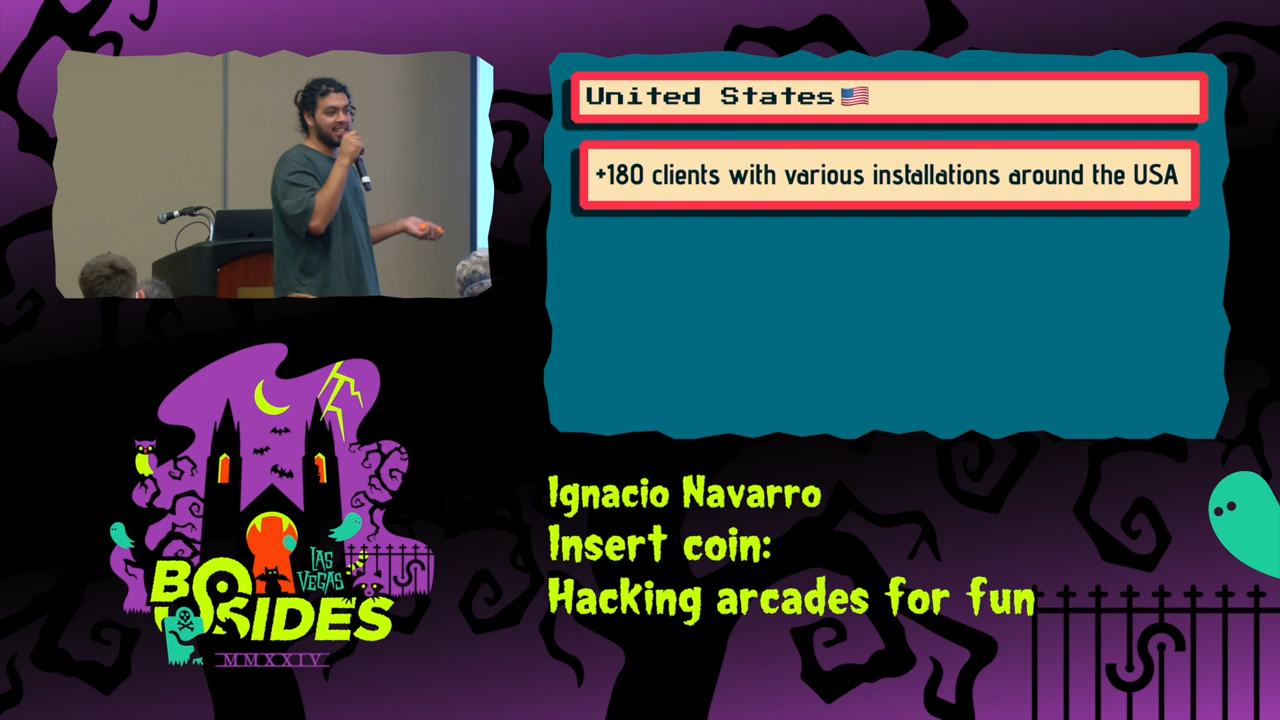 United States🇺🇸
+180 clients with various installations around the USA
Ignacio Navarro
Insert coin:
Hacking arcades for fun
LAS
VEGAS
BSIDES
MMXXIV